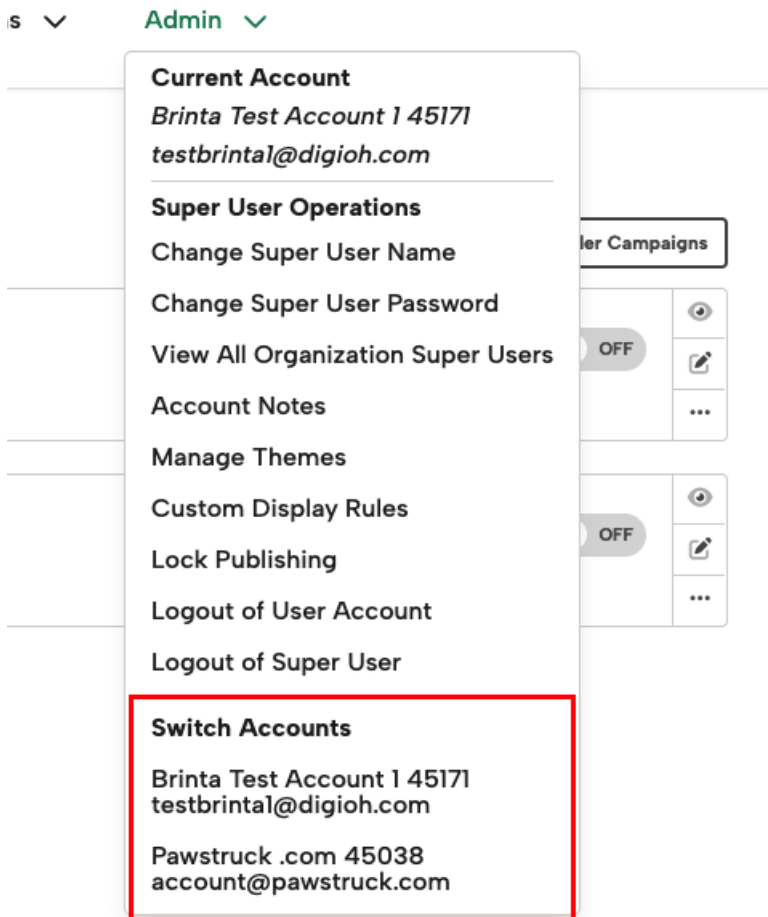 Admin
Current Account
Brinta Test Account 1 45171
testbrinta1@digioh.com
Super User Operations
Change Super User Name
Campaigns
Change Super User Password
View All Organization Super Users
OFF
Account Notes
Manage Themes
Custom Display Rules
OFF
Lock Publishing
Logout of User Account
Logout of Super User
Switch Accounts
Brinta Test Account 1 45171
testbrinta1@digioh.com
Pawstruck .com 45038
account@pawstruck.com